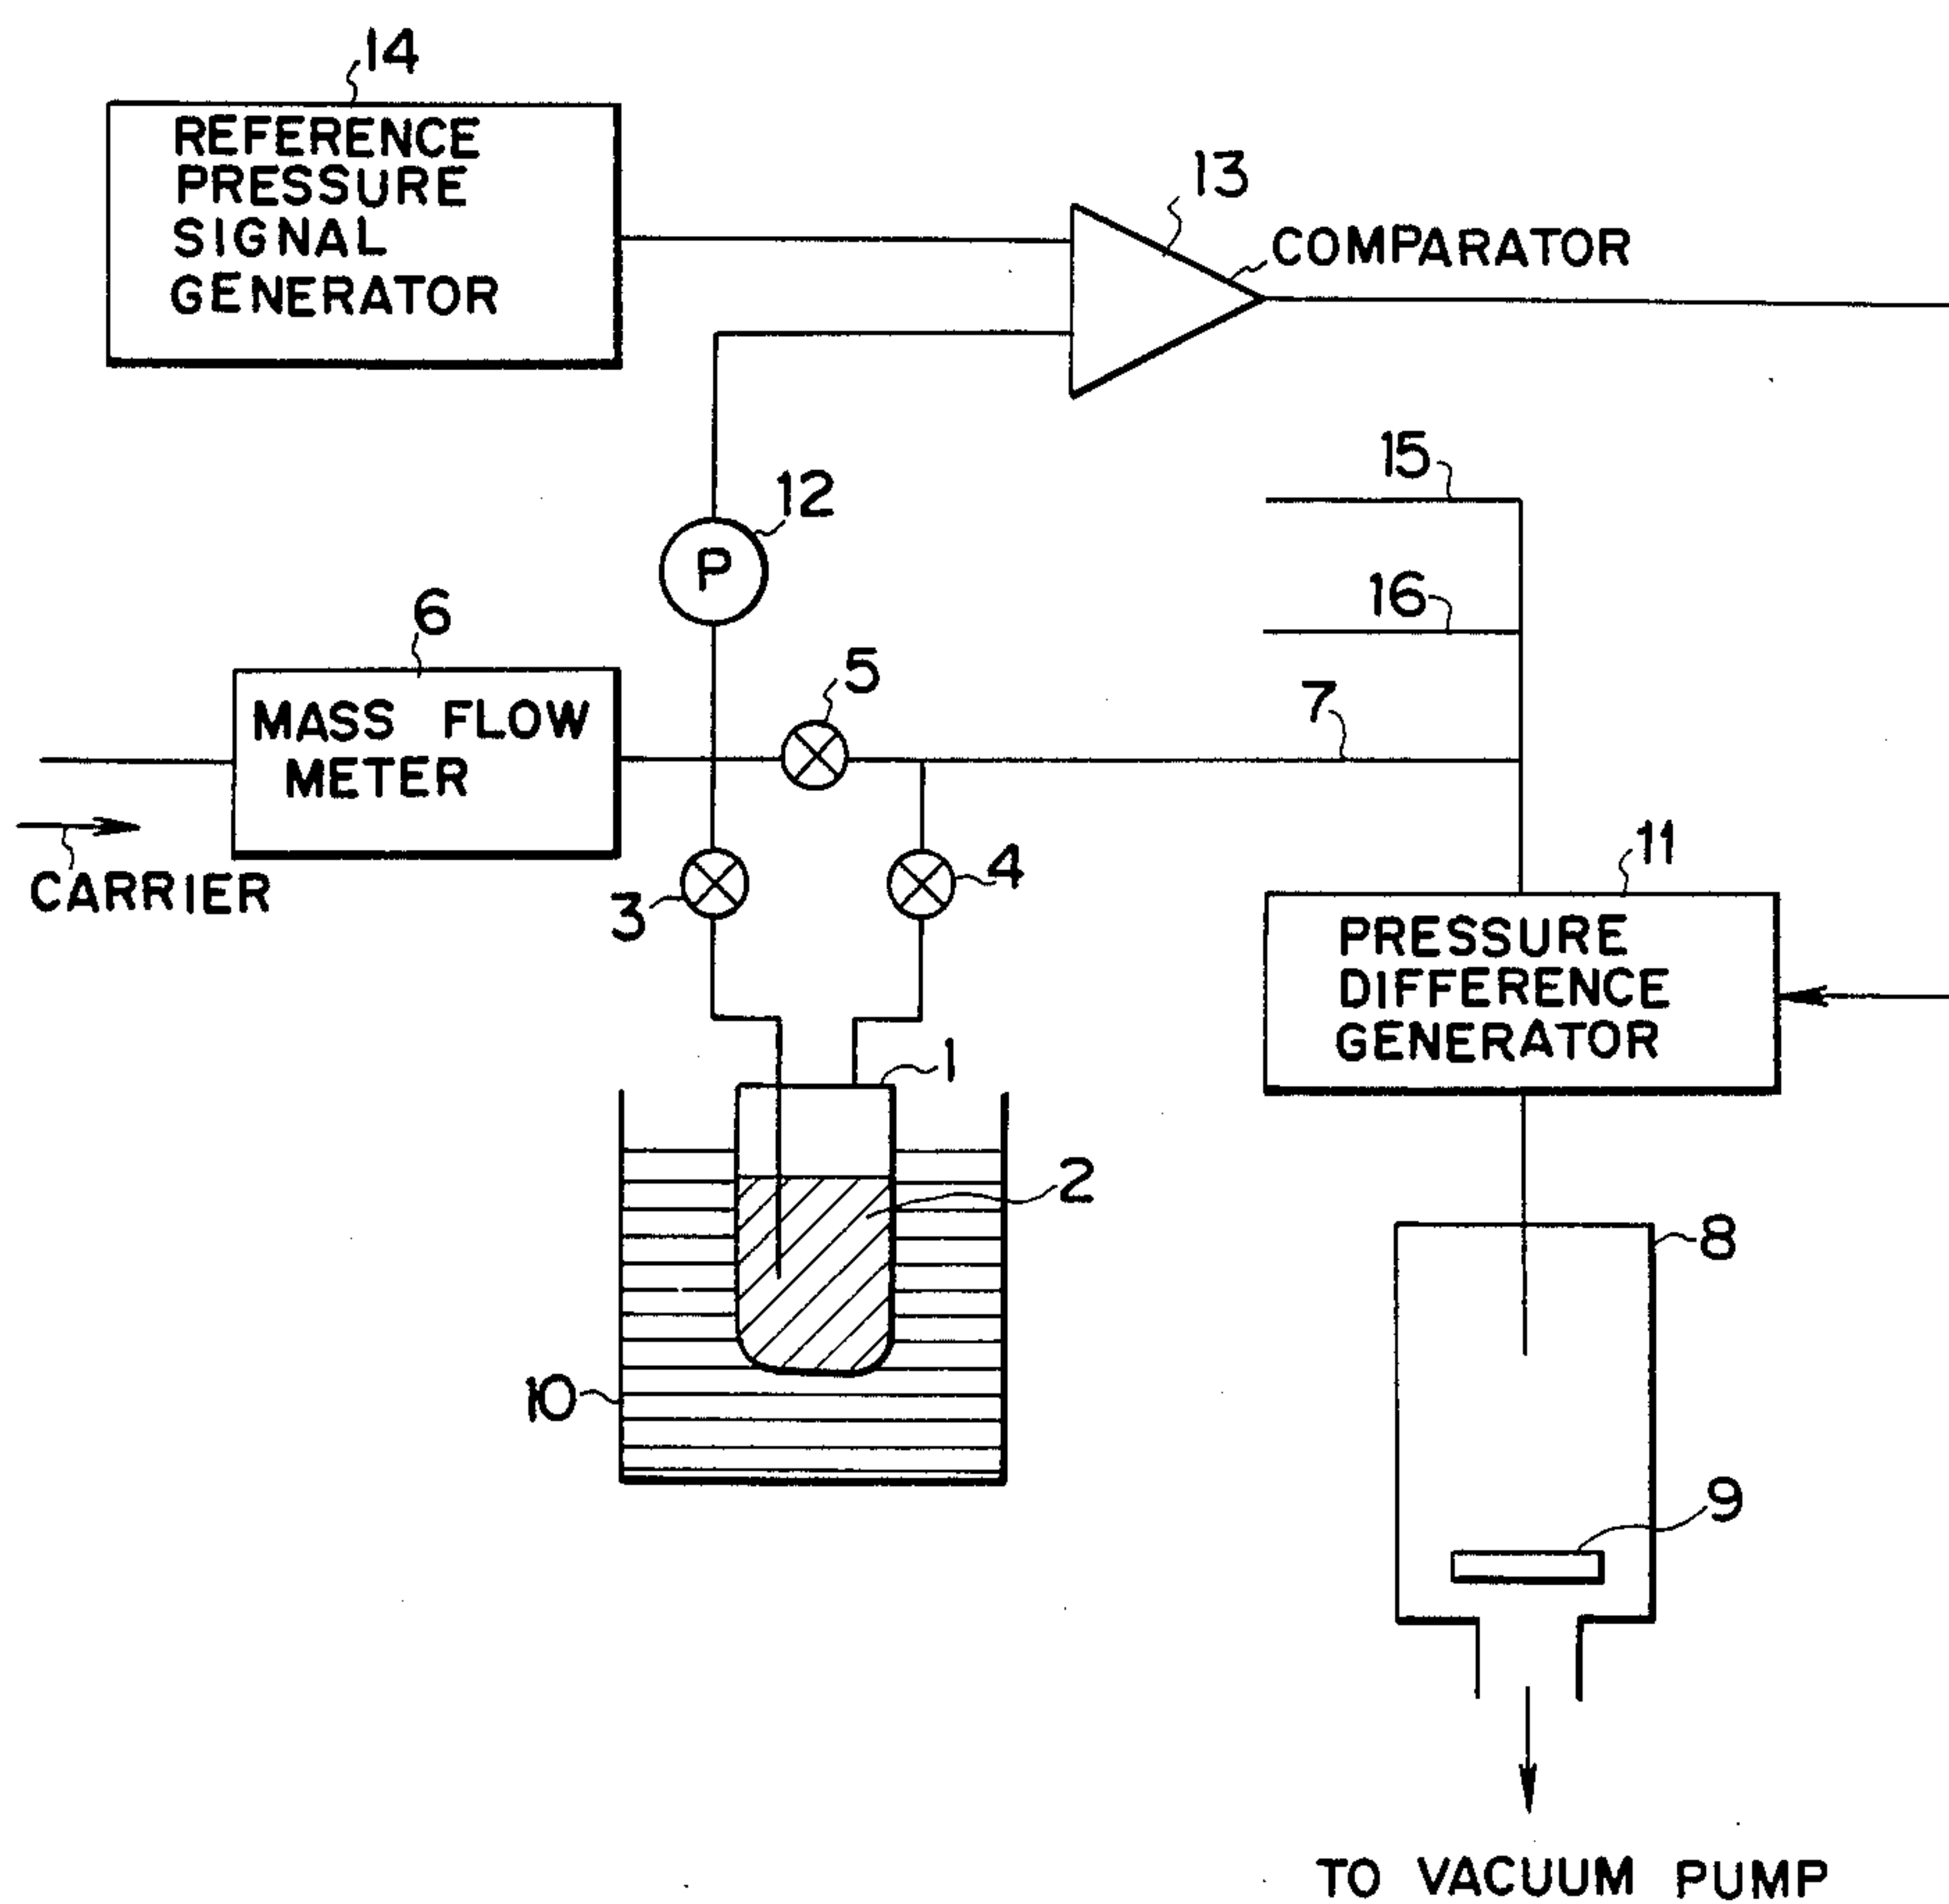 14
REFERENCE
PRESSURE
SIGNAL
GENERATOR
13
COMPARATOR
15
12
P
16
6
5
7
MASS FLOW
METER
11
4
CARRIER
3
PRESSURE
DIFFERENCE
GENERATOR
1
2
8
10
9
TO VACUUM PUMP